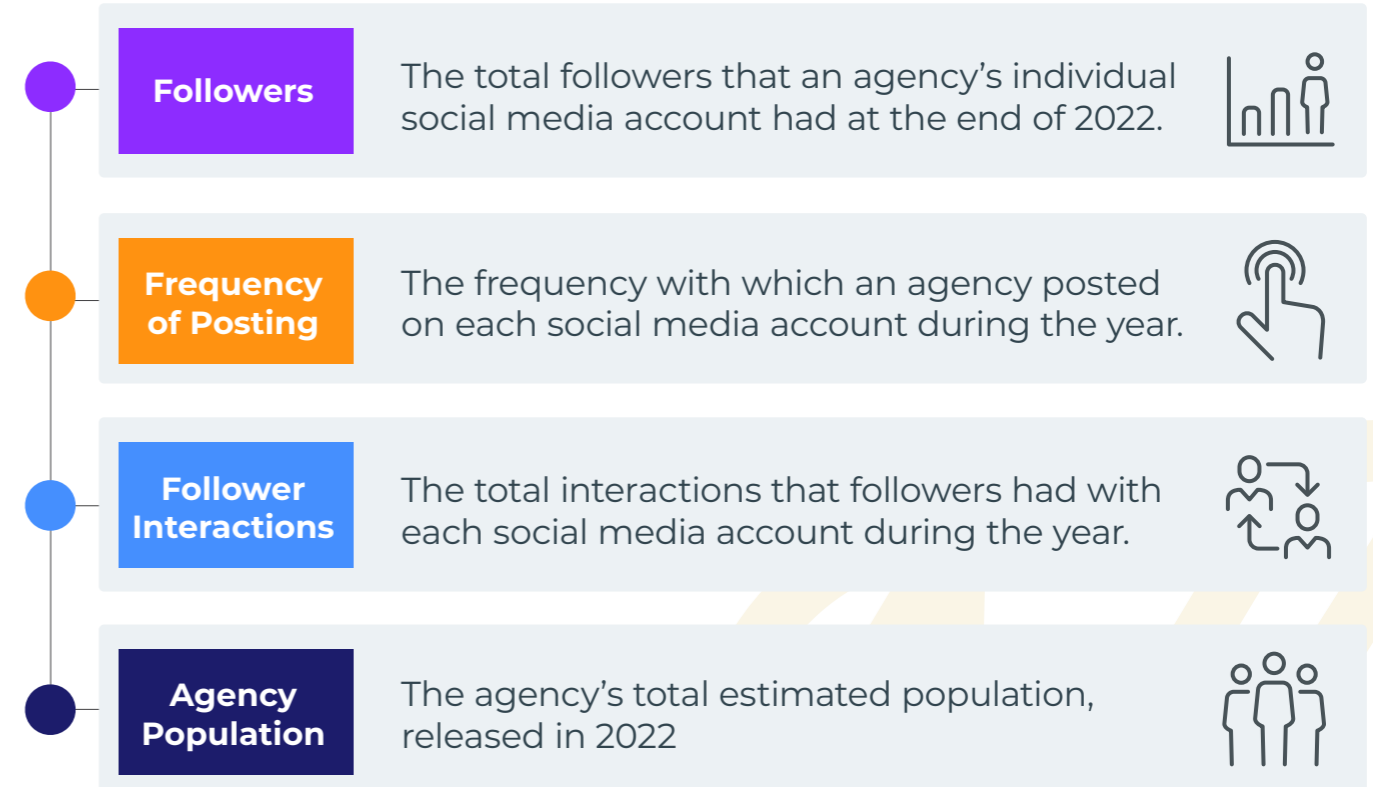 Followers
The total followers that an agency’s individual
social media account had at the end of 2022.
Frequency
of Posting
The frequency with which an agency posted
on each social media account during the year.
Follower
Interactions
The total interactions that followers had with
each social media account during the year.
Agency
Population
The agency’s total estimated population,
released in 2022